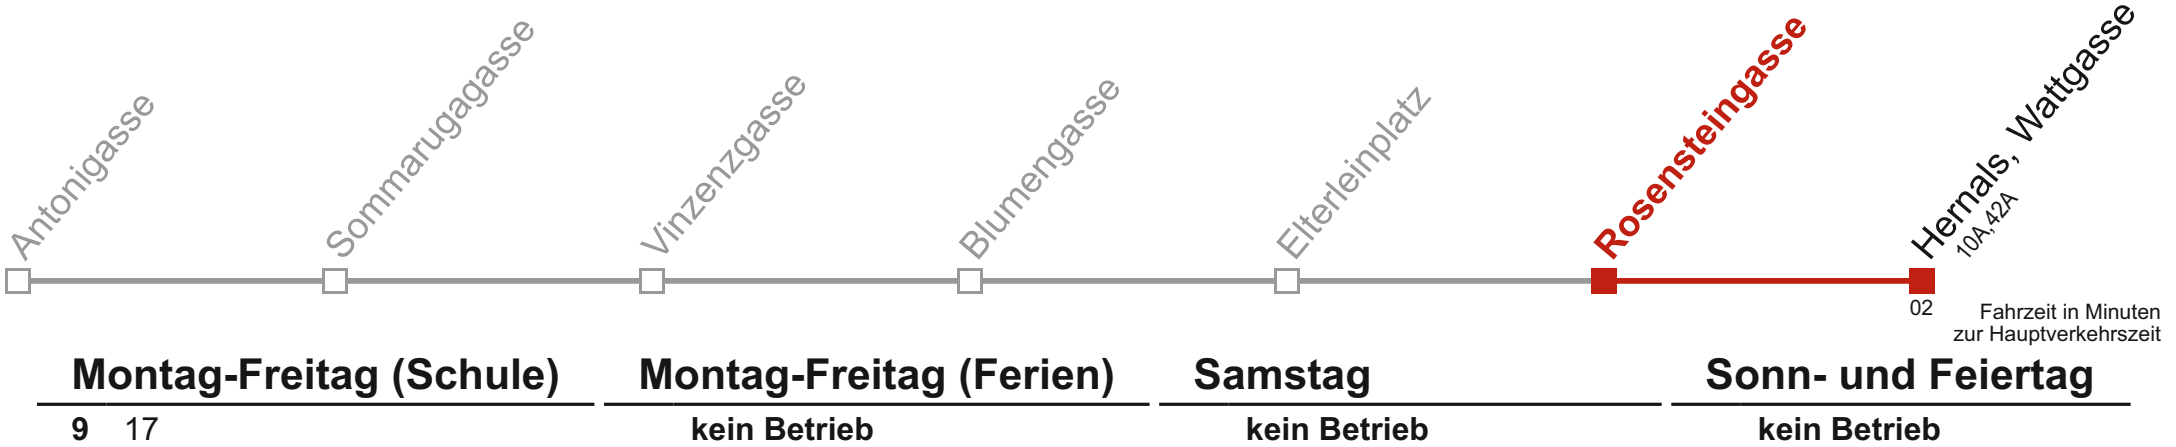 Antonigasse
Sommarugagasse
Vinzenzgasse
Blumengasse
Elterleinplatz
Rosensteingasse
Hernals, Wattgasse
10A,42A
02
Fahrzeit in Minuten
zur Hauptverkehrszeit
Montag-Freitag (Schule)
9 17
Montag-Freitag (Ferien)
kein Betrieb
Samstag
kein Betrieb
Sonn- und Feiertag
kein Betrieb